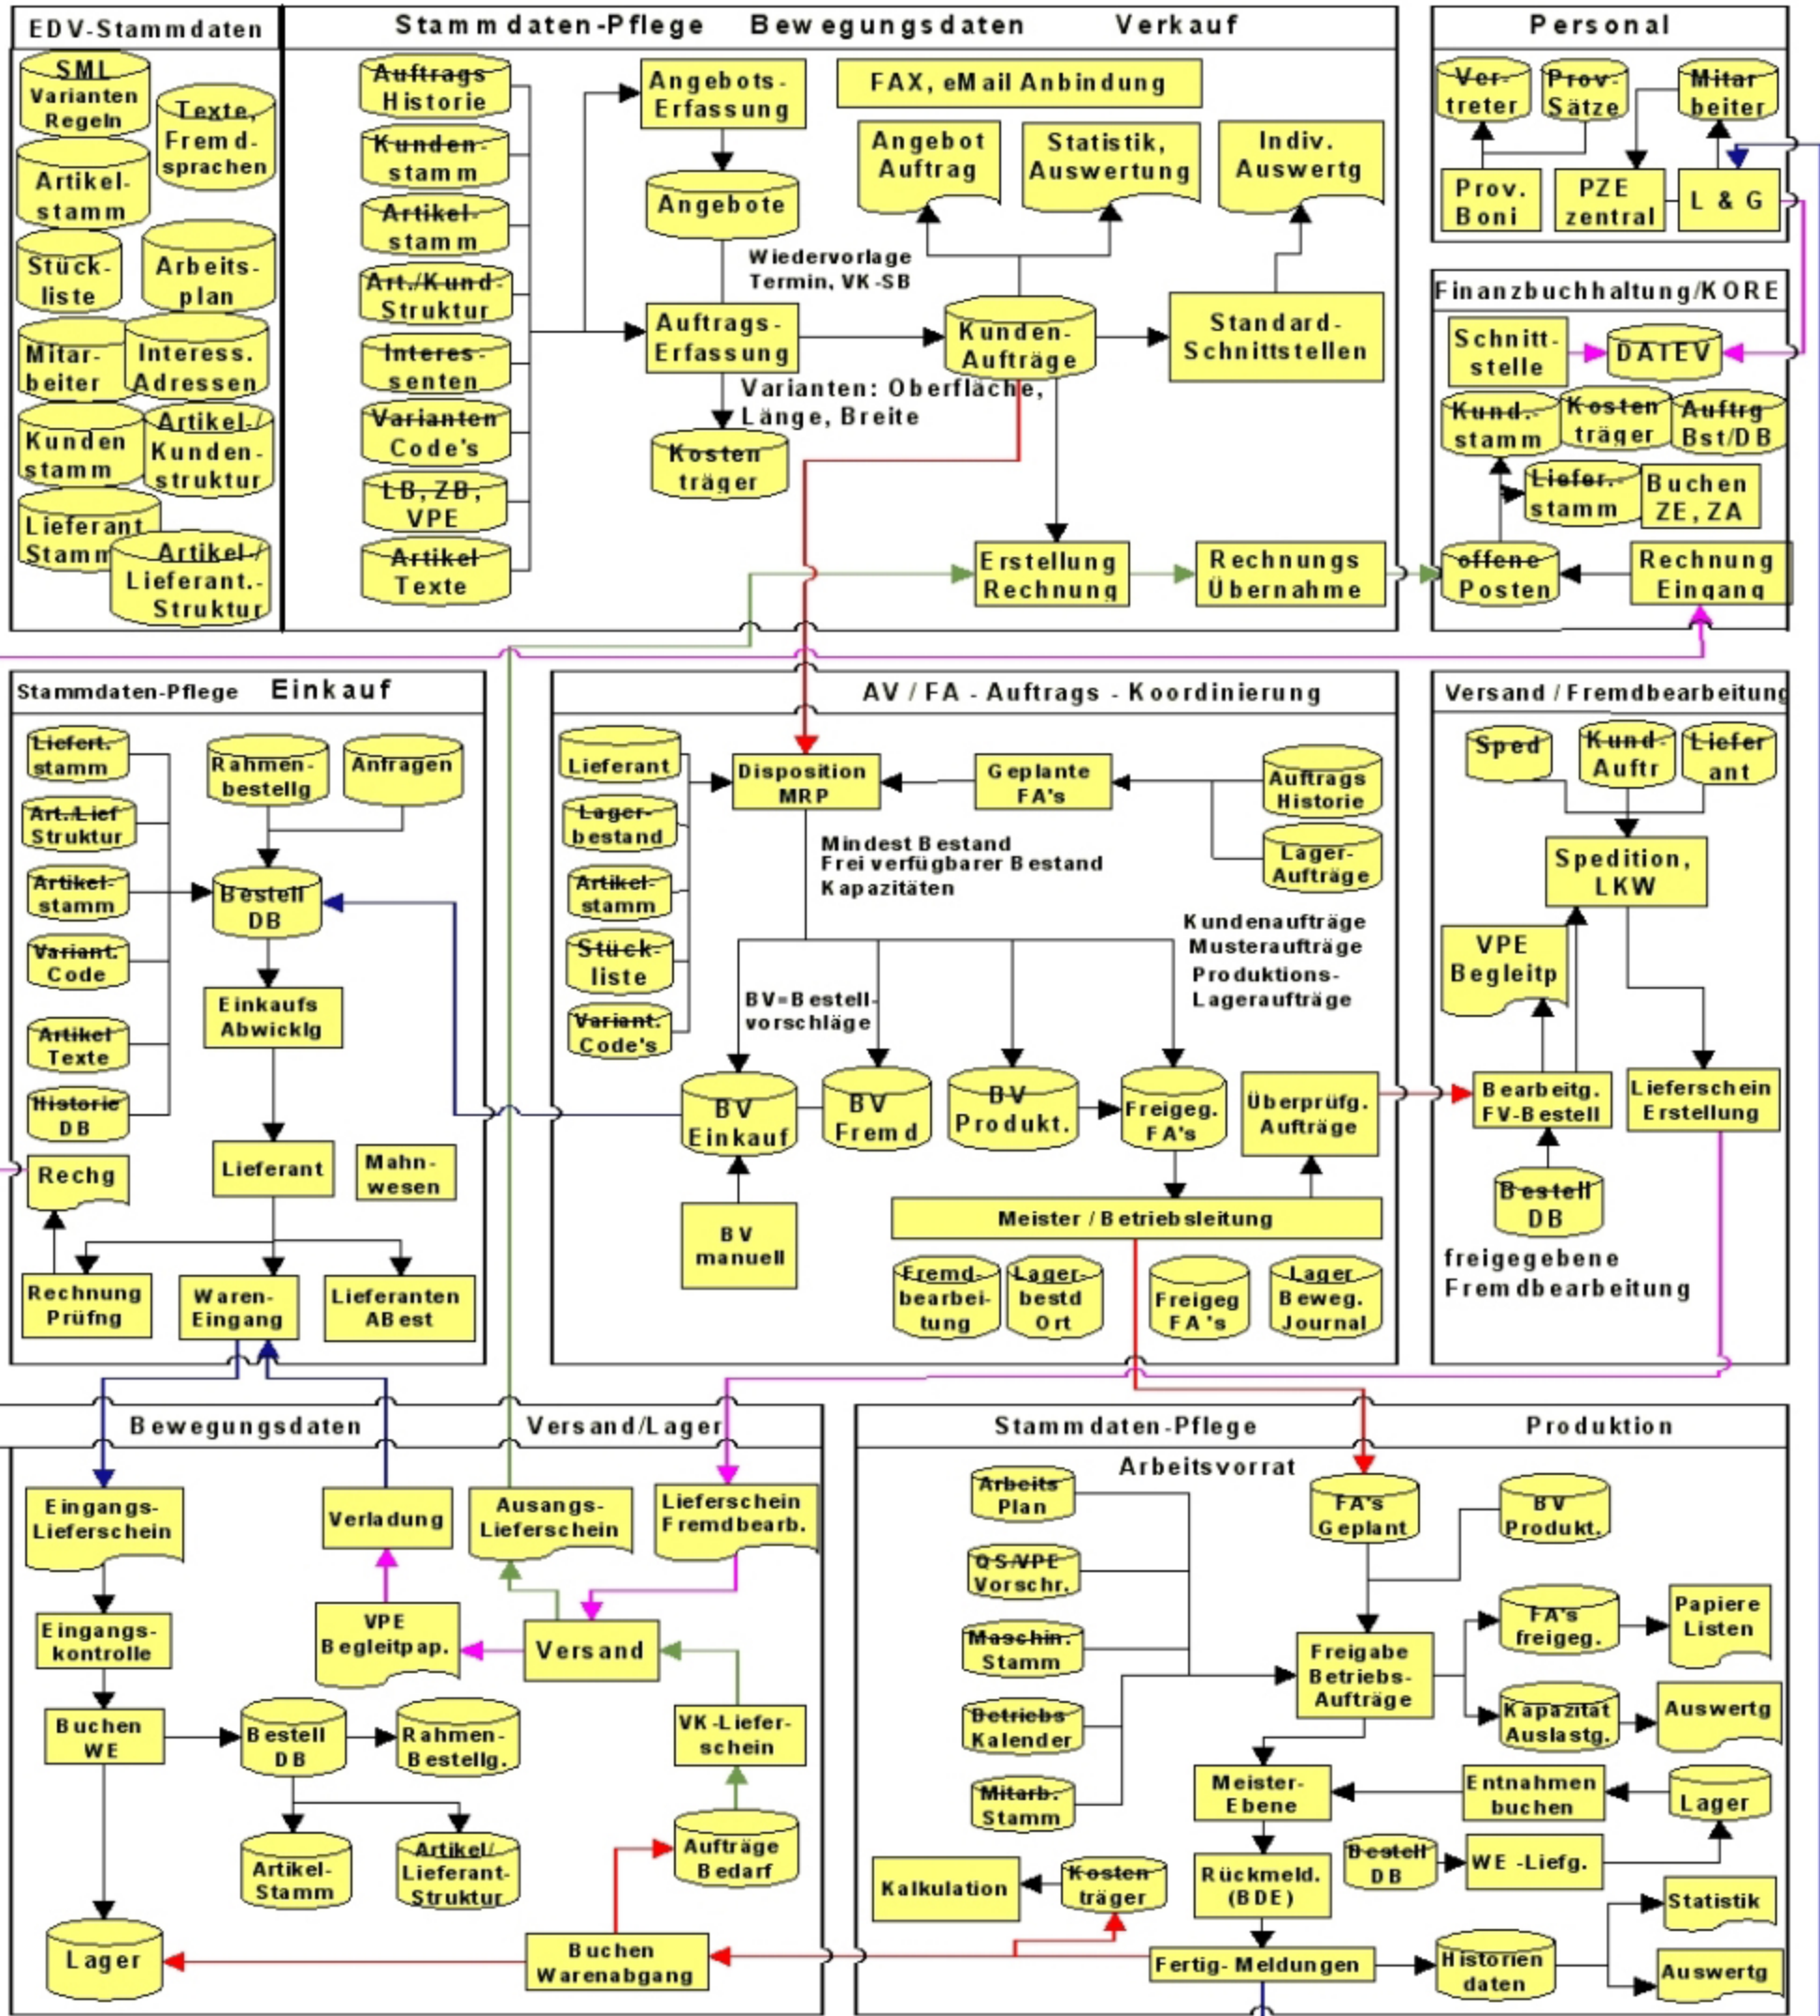 EDV-Stammdaten
SML
Varianten
Regeln
Texte,
Fremd-
sprachen
Artikel-
stamm
Stück-
liste
Arbeits-
plan
Mitar-
beiter
Interess.
Adressen
Kunden
stamm
Artikel-/
Kunden-
struktur
Lieferant
Stamm
Artikel-/
Lieferant.-
Struktur
Stammdaten-Pflege Bewegungsdaten Verkauf
Auftrags
Historie
Kunden-
stamm
Artikel-
stamm
Art./Kund-
Struktur
Interes-
senten
Varianten
Code's
LB, ZB,
VPE
Artikel
Texte
Angebots-
Erfassung
Angebote
Wiedervorlage
Termin, VK-SB
Auftrags-
Erfassung
Varianten: Oberfläche,
Länge, Breite
Kosten
träger
FAX, eMail Anbindung
Angebot
Auftrag
Statistik,
Auswertung
Indiv.
Auswertg
Kunden-
Aufträge
Standard-
Schnittstellen
Erstellung
Rechnung
Rechnungs
Übernahme
Personal
Ver-
treter
Prov-
Sätze
Mitar
beiter
Prov.
Boni
PZE
zentral
L & G
Finanzbuchhaltung/KORE
Schnitt-
stelle
DATEV
Kund.-
stamm
Kosten
träger
Auftrg
Bst/DB
Liefer.-
stamm
Buchen
ZE, ZA
offene
Posten
Rechnung
Eingang
Stammdaten-Pflege Einkauf
Liefert.
stamm
Art./Lief
Struktur
Artikel-
stamm
Variant.
Code
Artikel
Texte
Historie
DB
Rechg
Rahmen-
bestellg
Anfragen
Bestell
DB
Einkaufs
Abwicklg
Lieferant
Mahn-
wesen
Rechnung
Prüfng
Waren-
Eingang
Lieferanten
ABest
AV / FA - Auftrags - Koordinierung
Lieferant
Lager-
bestand
Artikel-
stamm
Stück-
liste
Variant.
Code's
Disposition
MRP
Geplante
FA's
Auftrags
Historie
Lager-
Aufträge
Mindest Bestand
Frei verfügbarer Bestand
Kapazitäten
Kundenaufträge
Musteraufträge
Produktions-
Lageraufträge
BV=Bestell-
vorschläge
BV
Einkauf
BV
Fremd
BV
Produkt.
Freigeg.
FA's
Überprüfg.
Aufträge
BV
manuell
Meister / Betriebsleitung
Fremd-
bearbei-
tung
Lager-
bestd
Ort
Freigeg
FA's
Lager
Beweg.
Journal
Versand / Fremdbearbeitung
Sped
Kund-
Auftr
Liefer
ant
Spedition,
LKW
VPE
Begleitp
Bearbeitg.
FV-Bestell
Lieferschein
Erstellung
Bestell
DB
freigegebene
Fremdbearbeitung
Bewegungsdaten Versand/Lager
Eingangs-
Lieferschein
Verladung
Ausangs-
Lieferschein
Lieferschein
Fremdbearb.
Eingangs-
kontrolle
VPE
Begleitpap.
Versand
Buchen
WE
Bestell
DB
Rahmen-
Bestellg.
VK-Liefer-
schein
Artikel-
Stamm
Artikel/
Lieferant-
Struktur
Aufträge
Bedarf
Lager
Buchen
Warenabgang
Stammdaten-Pflege Produktion
Arbeitsvorrat
Arbeits
Plan
QS/VPE
Vorschr.
Maschin.
Stamm
Betriebs
Kalender
Mitarb.
Stamm
FA's
Geplant
BV
Produkt.
Freigabe
Betriebs-
Aufträge
FA's
freigeg.
Papiere
Listen
Kapazität
Auslastg.
Auswertg
Meister-
Ebene
Entnahmen
buchen
Lager
Bestell
DB
WE -Liefg.
Kalkulation
Kosten
träger
Rückmeld.
(BDE)
Statistik
Fertig- Meldungen
Historien
daten
Auswertg